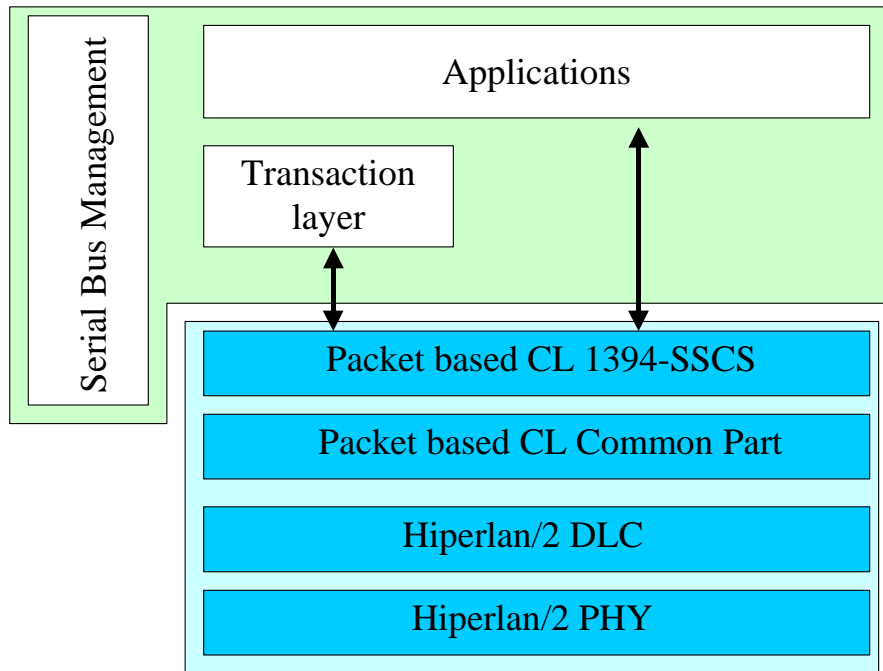 Serial Bus Management
Applications
Transaction
layer
Packet based CL 1394-SSCS
Packet based CL Common Part
Hiperlan/2 DLC
Hiperlan/2 PHY